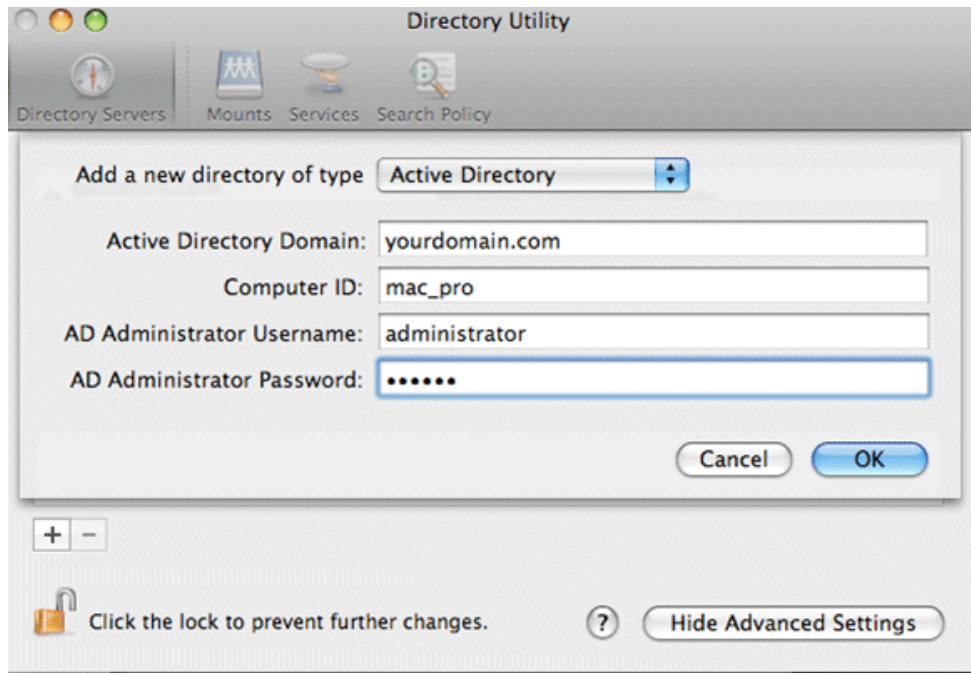 Directory Utility
Directory Servers Mounts Services Search Policy
Add a new directory of type Active Directory
Active Directory Domain: yourdomain.com
Computer ID: mac_pro
AD Administrator Username: administrator
AD Administrator Password: ••••••
Cancel OK
+ −
Click the lock to prevent further changes. ? Hide Advanced Settings